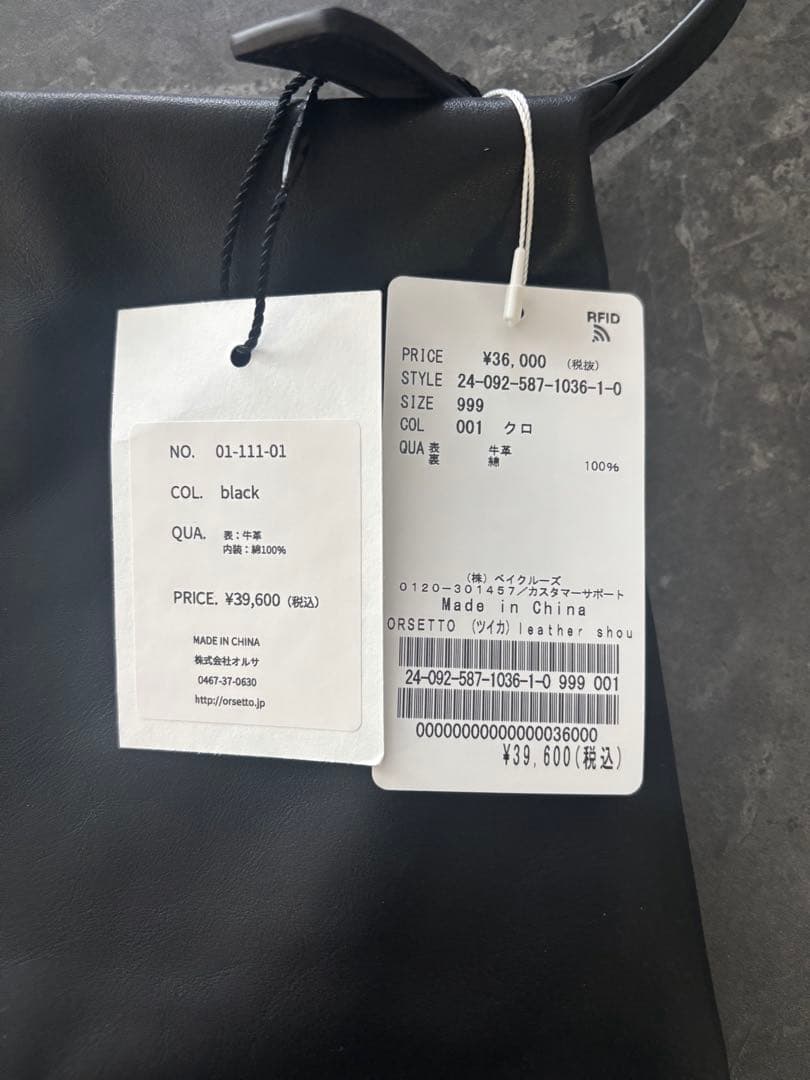 NO. 01-111-01
COL. black
QUA. 表：牛革
内装：綿100%
PRICE. ¥39,600（税込）
MADE IN CHINA
株式会社オルサ
0467-37-0630
http://orsetto.jp
RFID
PRICE ¥36,000 (税抜)
STYLE 24-092-587-1036-1-0
SIZE 999
COL 001 クロ
QUA 表 牛革
裏 綿 100%
(株) ベイクルーズ
0120-301457/カスタマーサポート
Made in China
ORSETTO (ツイカ)leather shou
24-092-587-1036-1-0 999 001
00000000000000036000
¥39,600(税込)